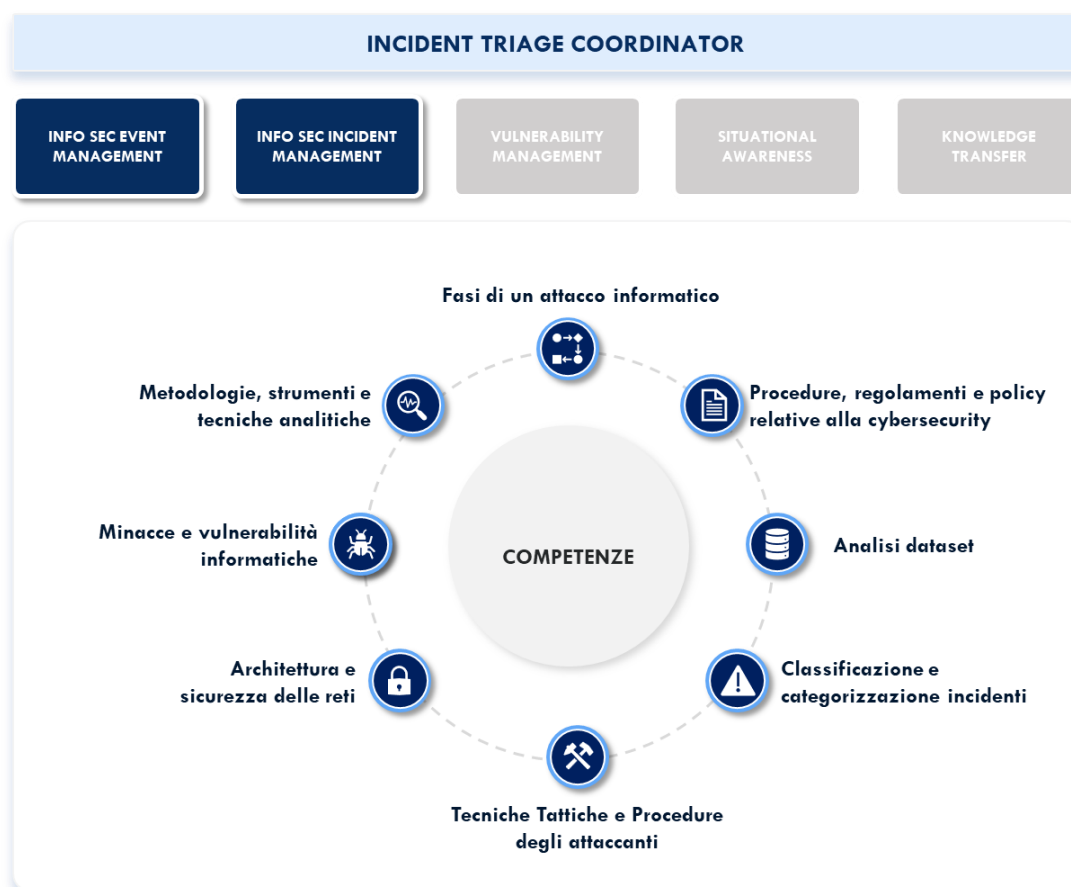 INCIDENT TRIAGE COORDINATOR
INFO SEC EVENT
MANAGEMENT
INFO SEC INCIDENT
MANAGEMENT
VULNERABILITY
MANAGEMENT
SITUATIONAL
AWARENESS
KNOWLEDGE
TRANSFER
Fasi di un attacco informatico
Metodologie, strumenti e
tecniche analitiche
Procedure, regolamenti e policy
relative alla cybersecurity
Minacce e vulnerabilità
informatiche
COMPETENZE
Analisi dataset
Architettura e
sicurezza delle reti
Classificazione e
categorizzazione incidenti
Tecniche Tattiche e Procedure
degli attaccanti